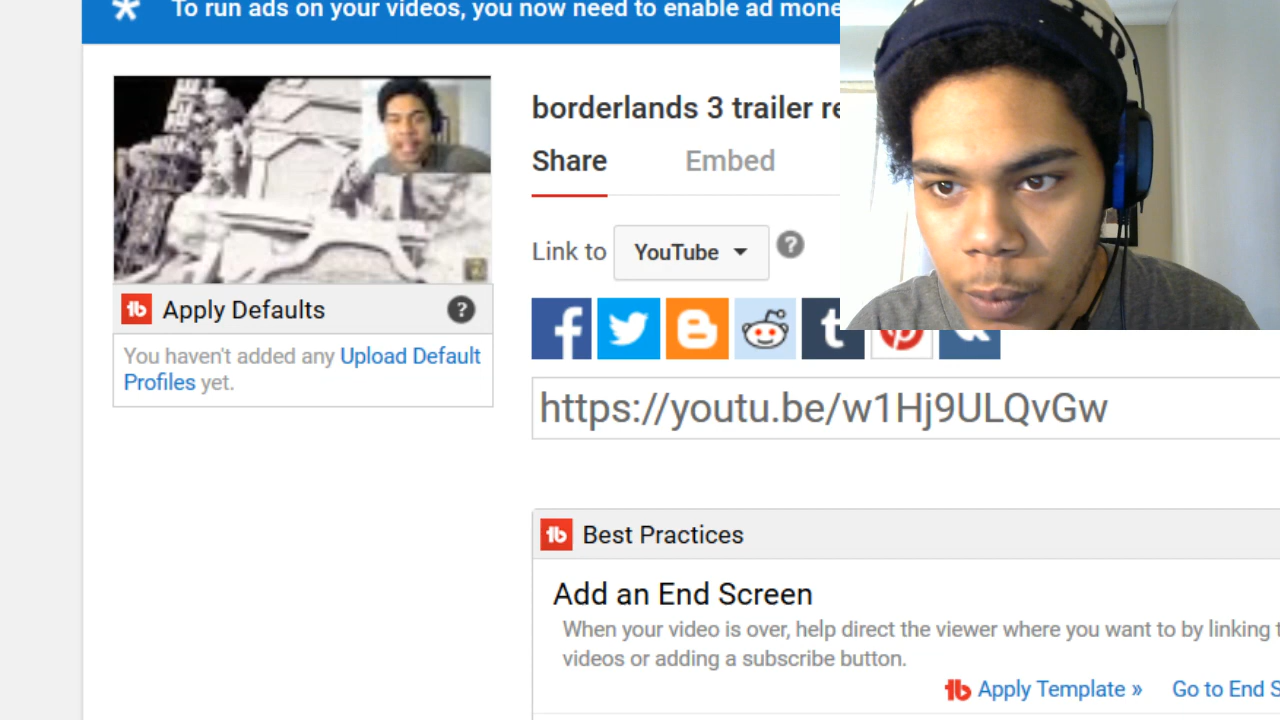 To run ads on your videos, you now need to enable ad mone
borderlands 3 trailer re
Share
Embed
Link to
YouTube
?
Apply Defaults
?
You haven't added any Upload Default
Profiles yet.
https://youtu.be/w1Hj9ULQvGw
Best Practices
Add an End Screen
When your video is over, help direct the viewer where you want to by linking t
videos or adding a subscribe button.
Apply Template »
Go to End S